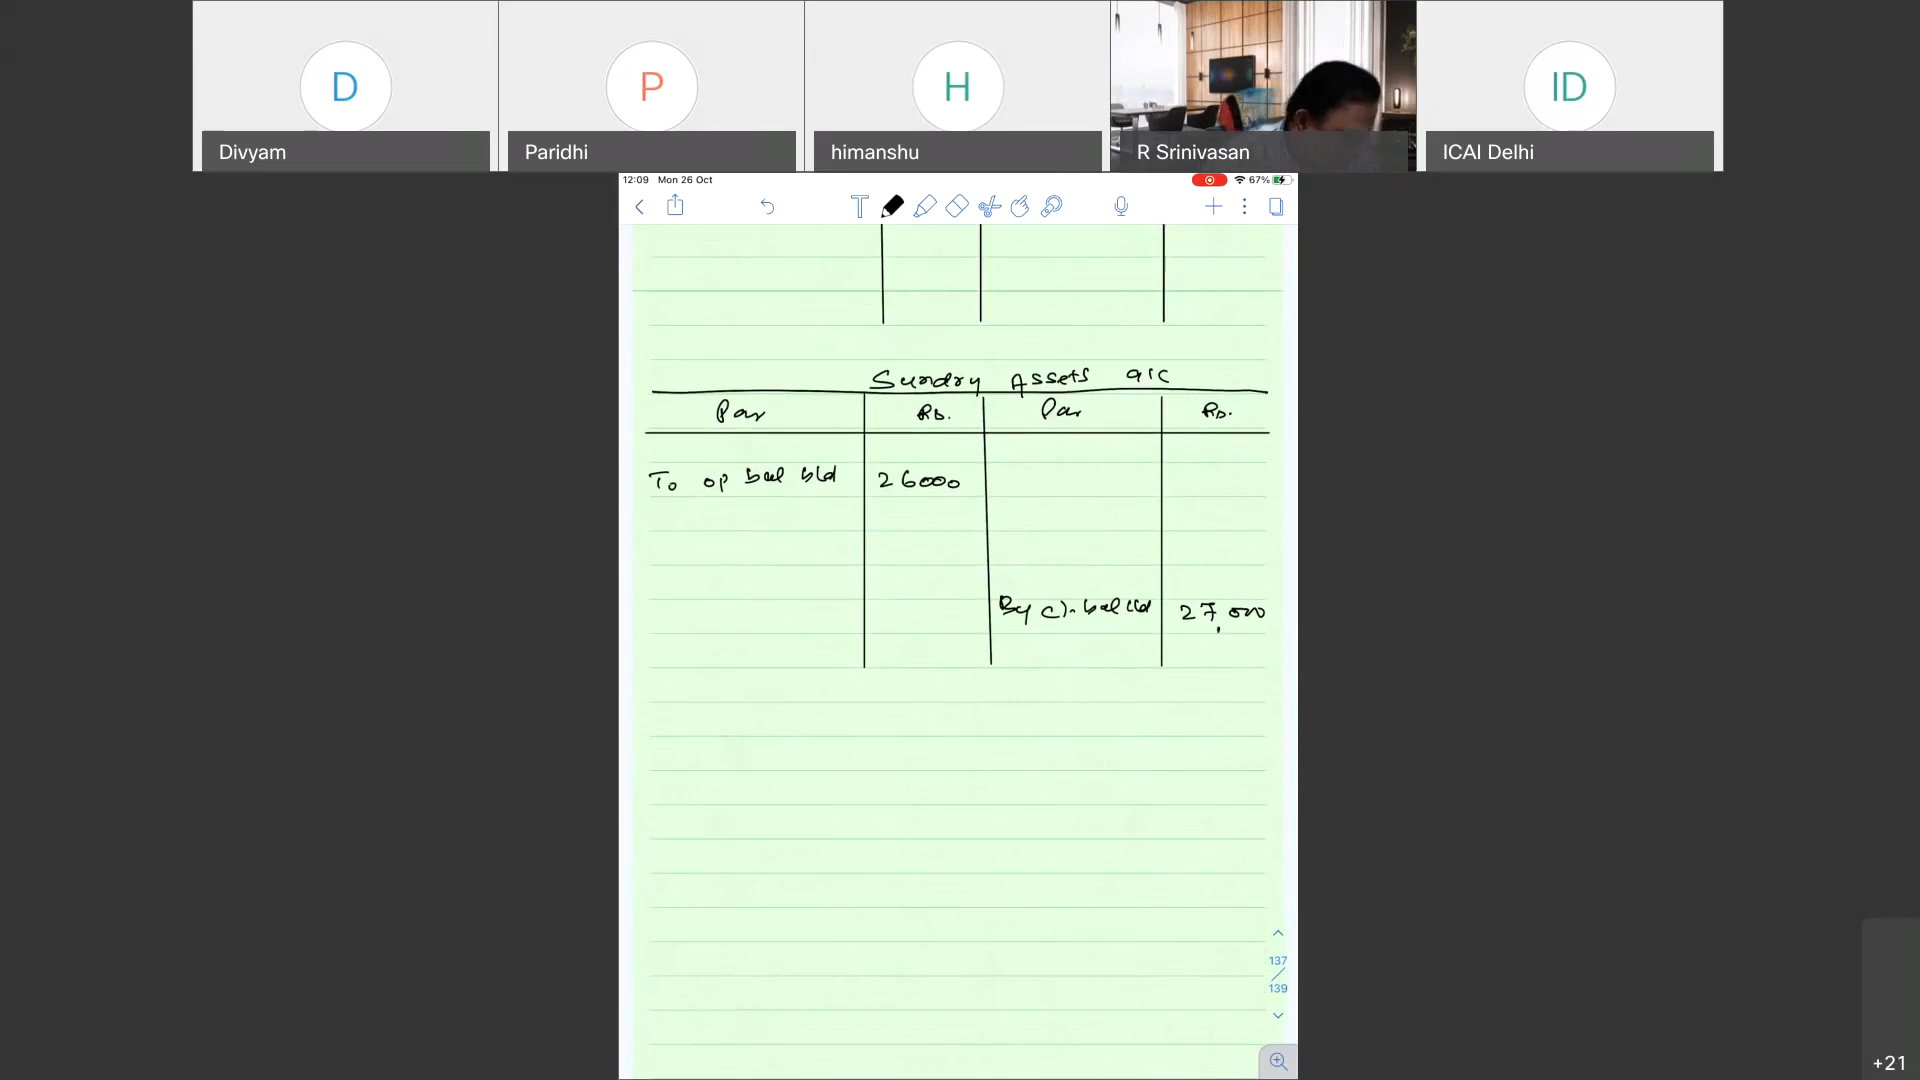 D
P
H
ID
Divyam
Paridhi
himanshu
R Srinivasan
ICAI Delhi
12:09 Mon 26 Oct
67%
T
Sundry Assets a/c
Par Rs. Par Rs.
To op bal b/d 26000
By cl. bal c/d 27,000
137
139
+21